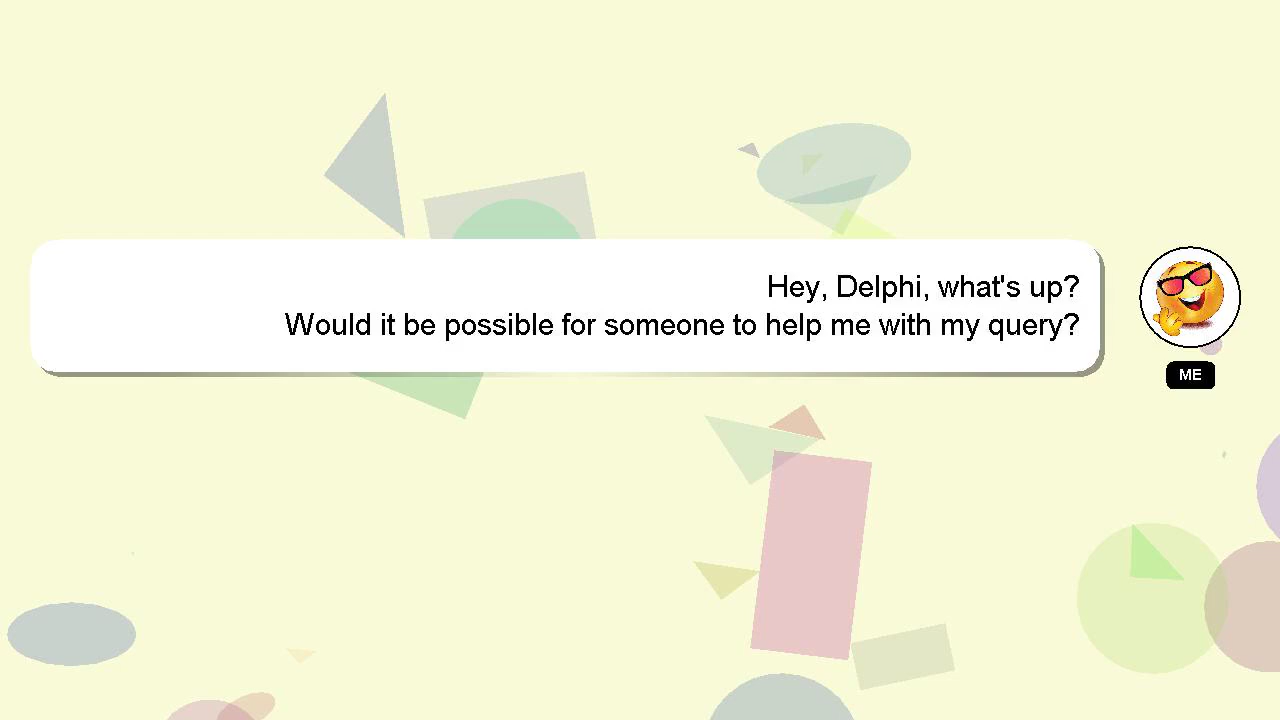 Hey, Delphi, what's up?
Would it be possible for someone to help me with my query?
ME